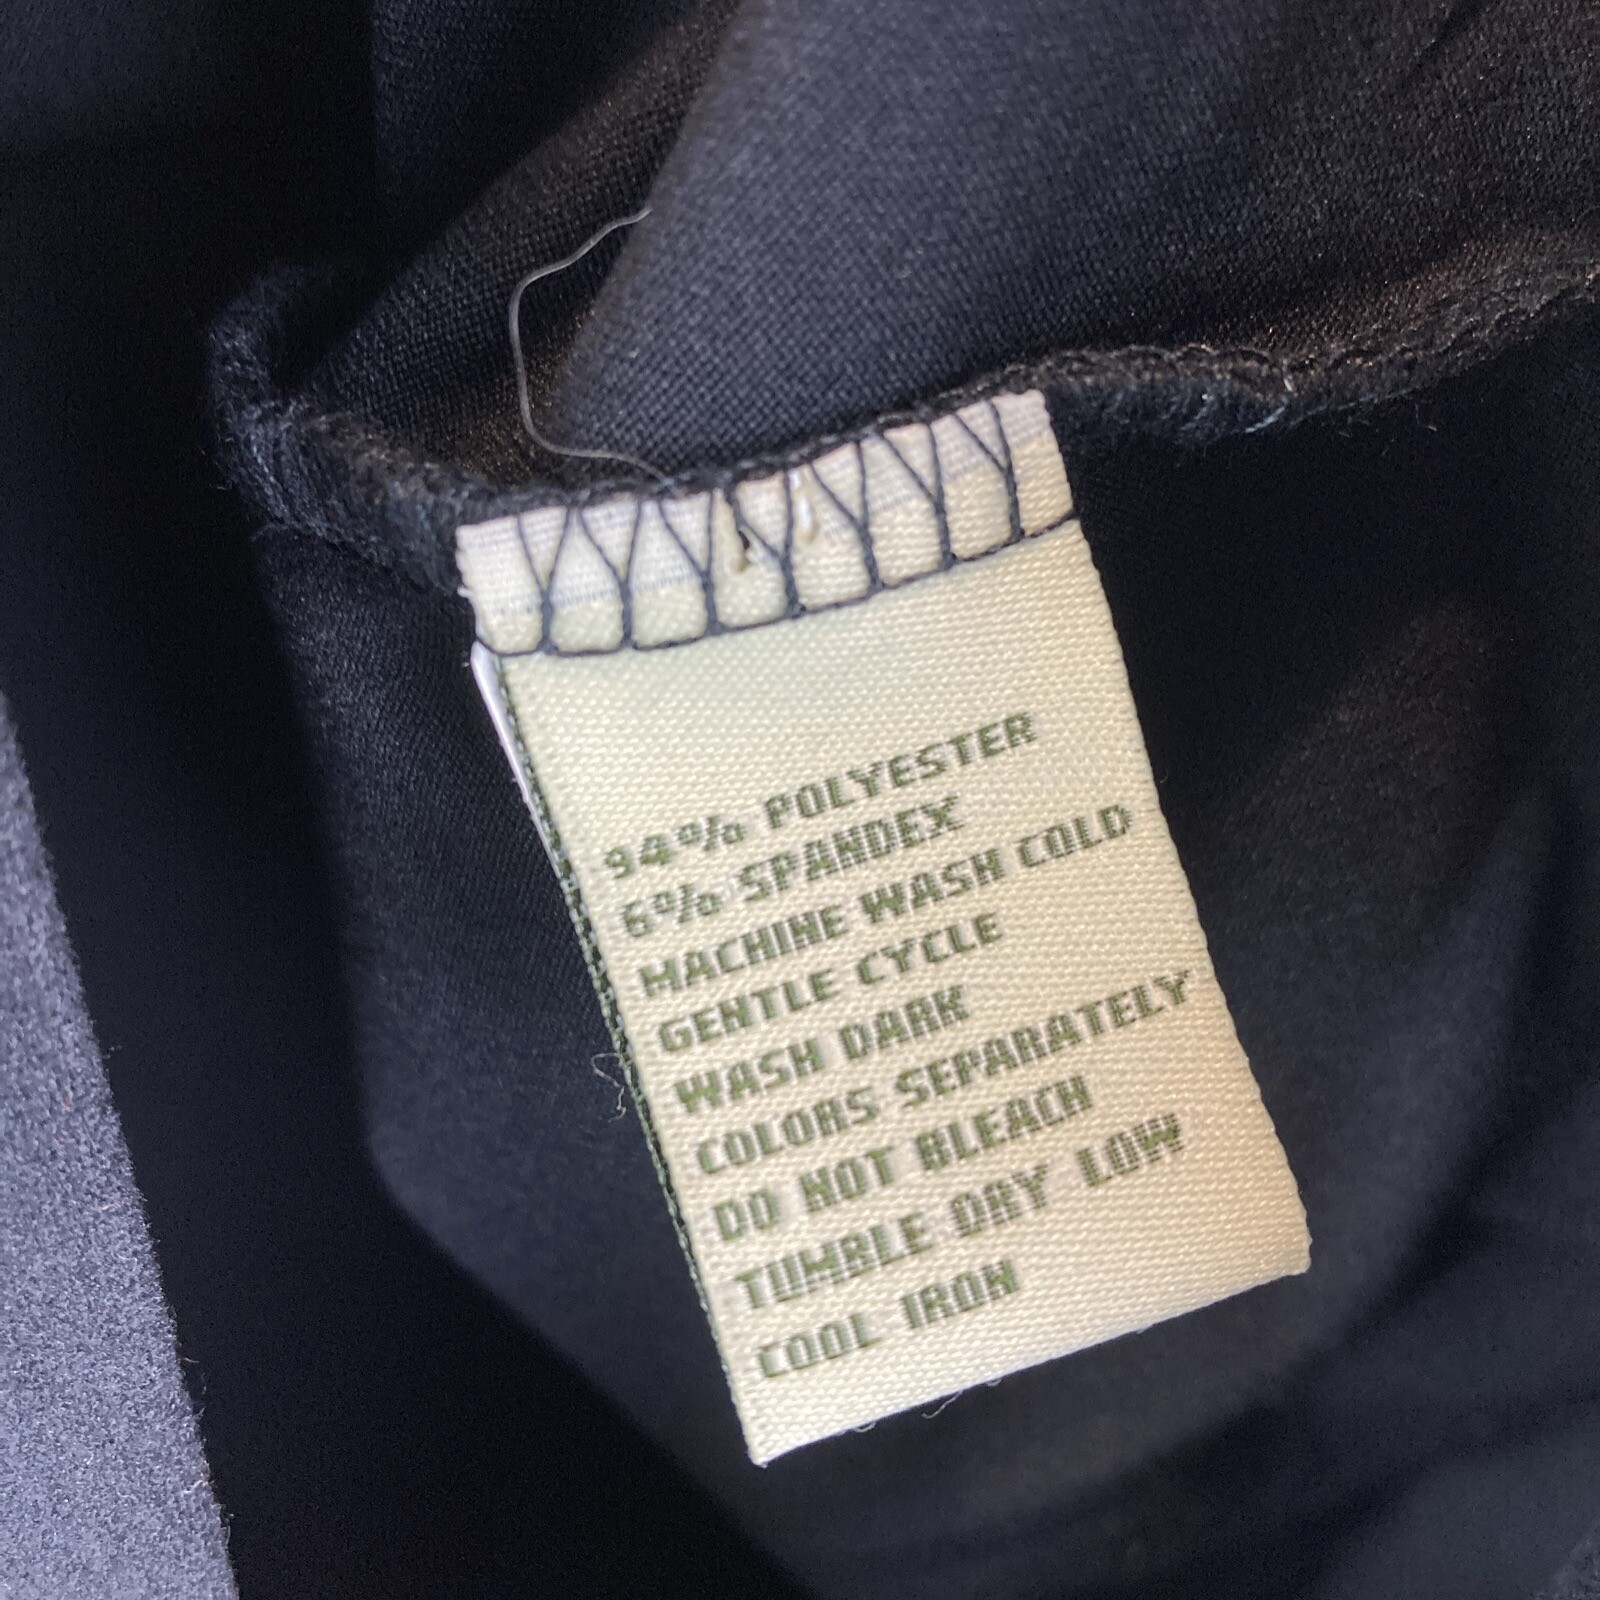 94% POLYESTER
6% SPANDEX
MACHINE WASH COLD
GENTLE CYCLE
WASH DARK
COLORS SEPARATELY
DO NOT BLEACH
TUMBLE DRY LOW
COOL IRON